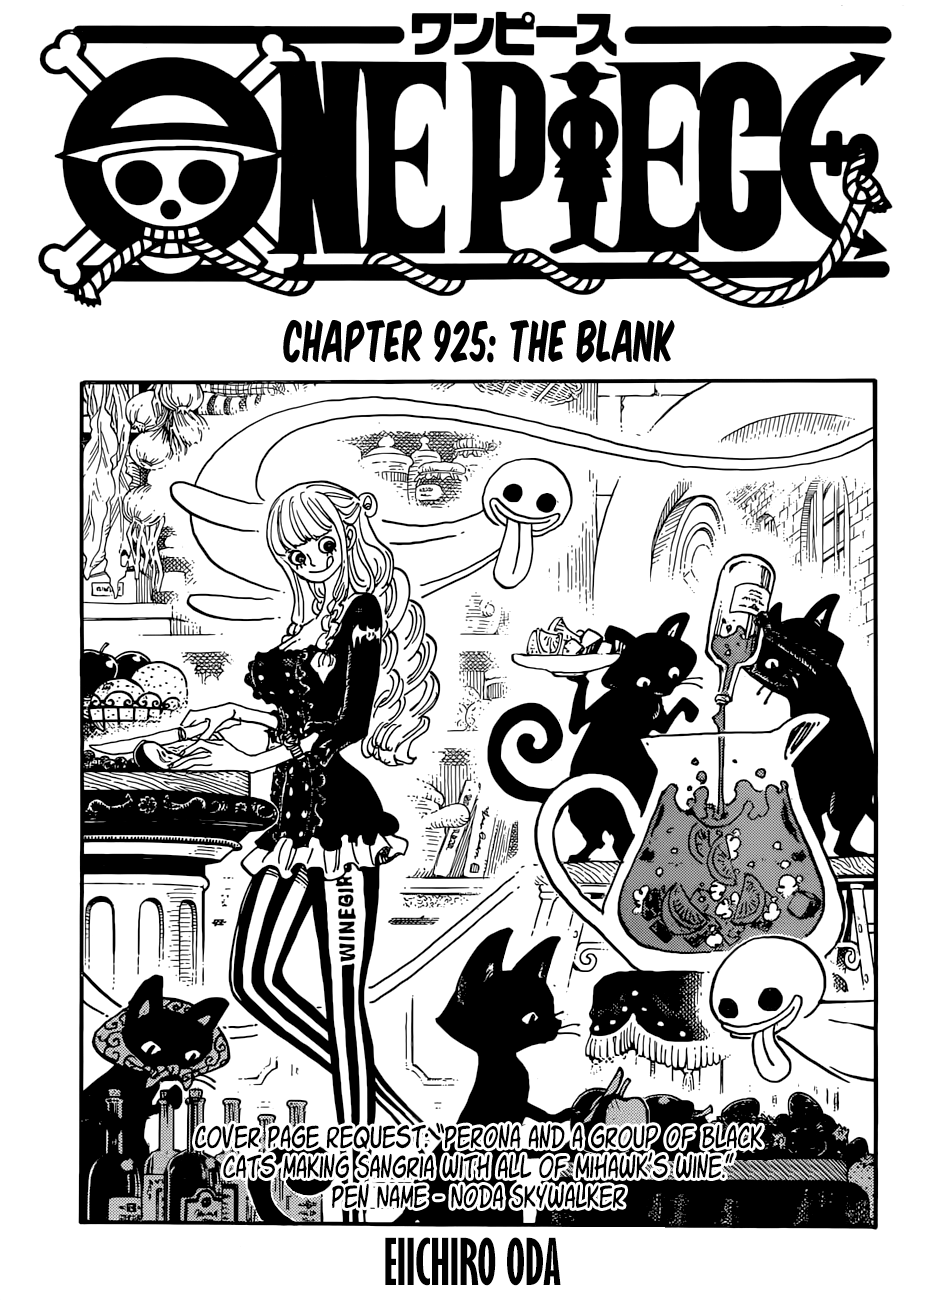 ワンピース
ONE PIECE
CHAPTER 925: THE BLANK
WINEGIRL
COVER PAGE REQUEST: "PERONA AND A GROUP OF BLACK
CATS MAKING SANGRIA WITH ALL OF MIHAWK'S WINE."
PEN NAME - NODA SKYWALKER
EIICHIRO ODA